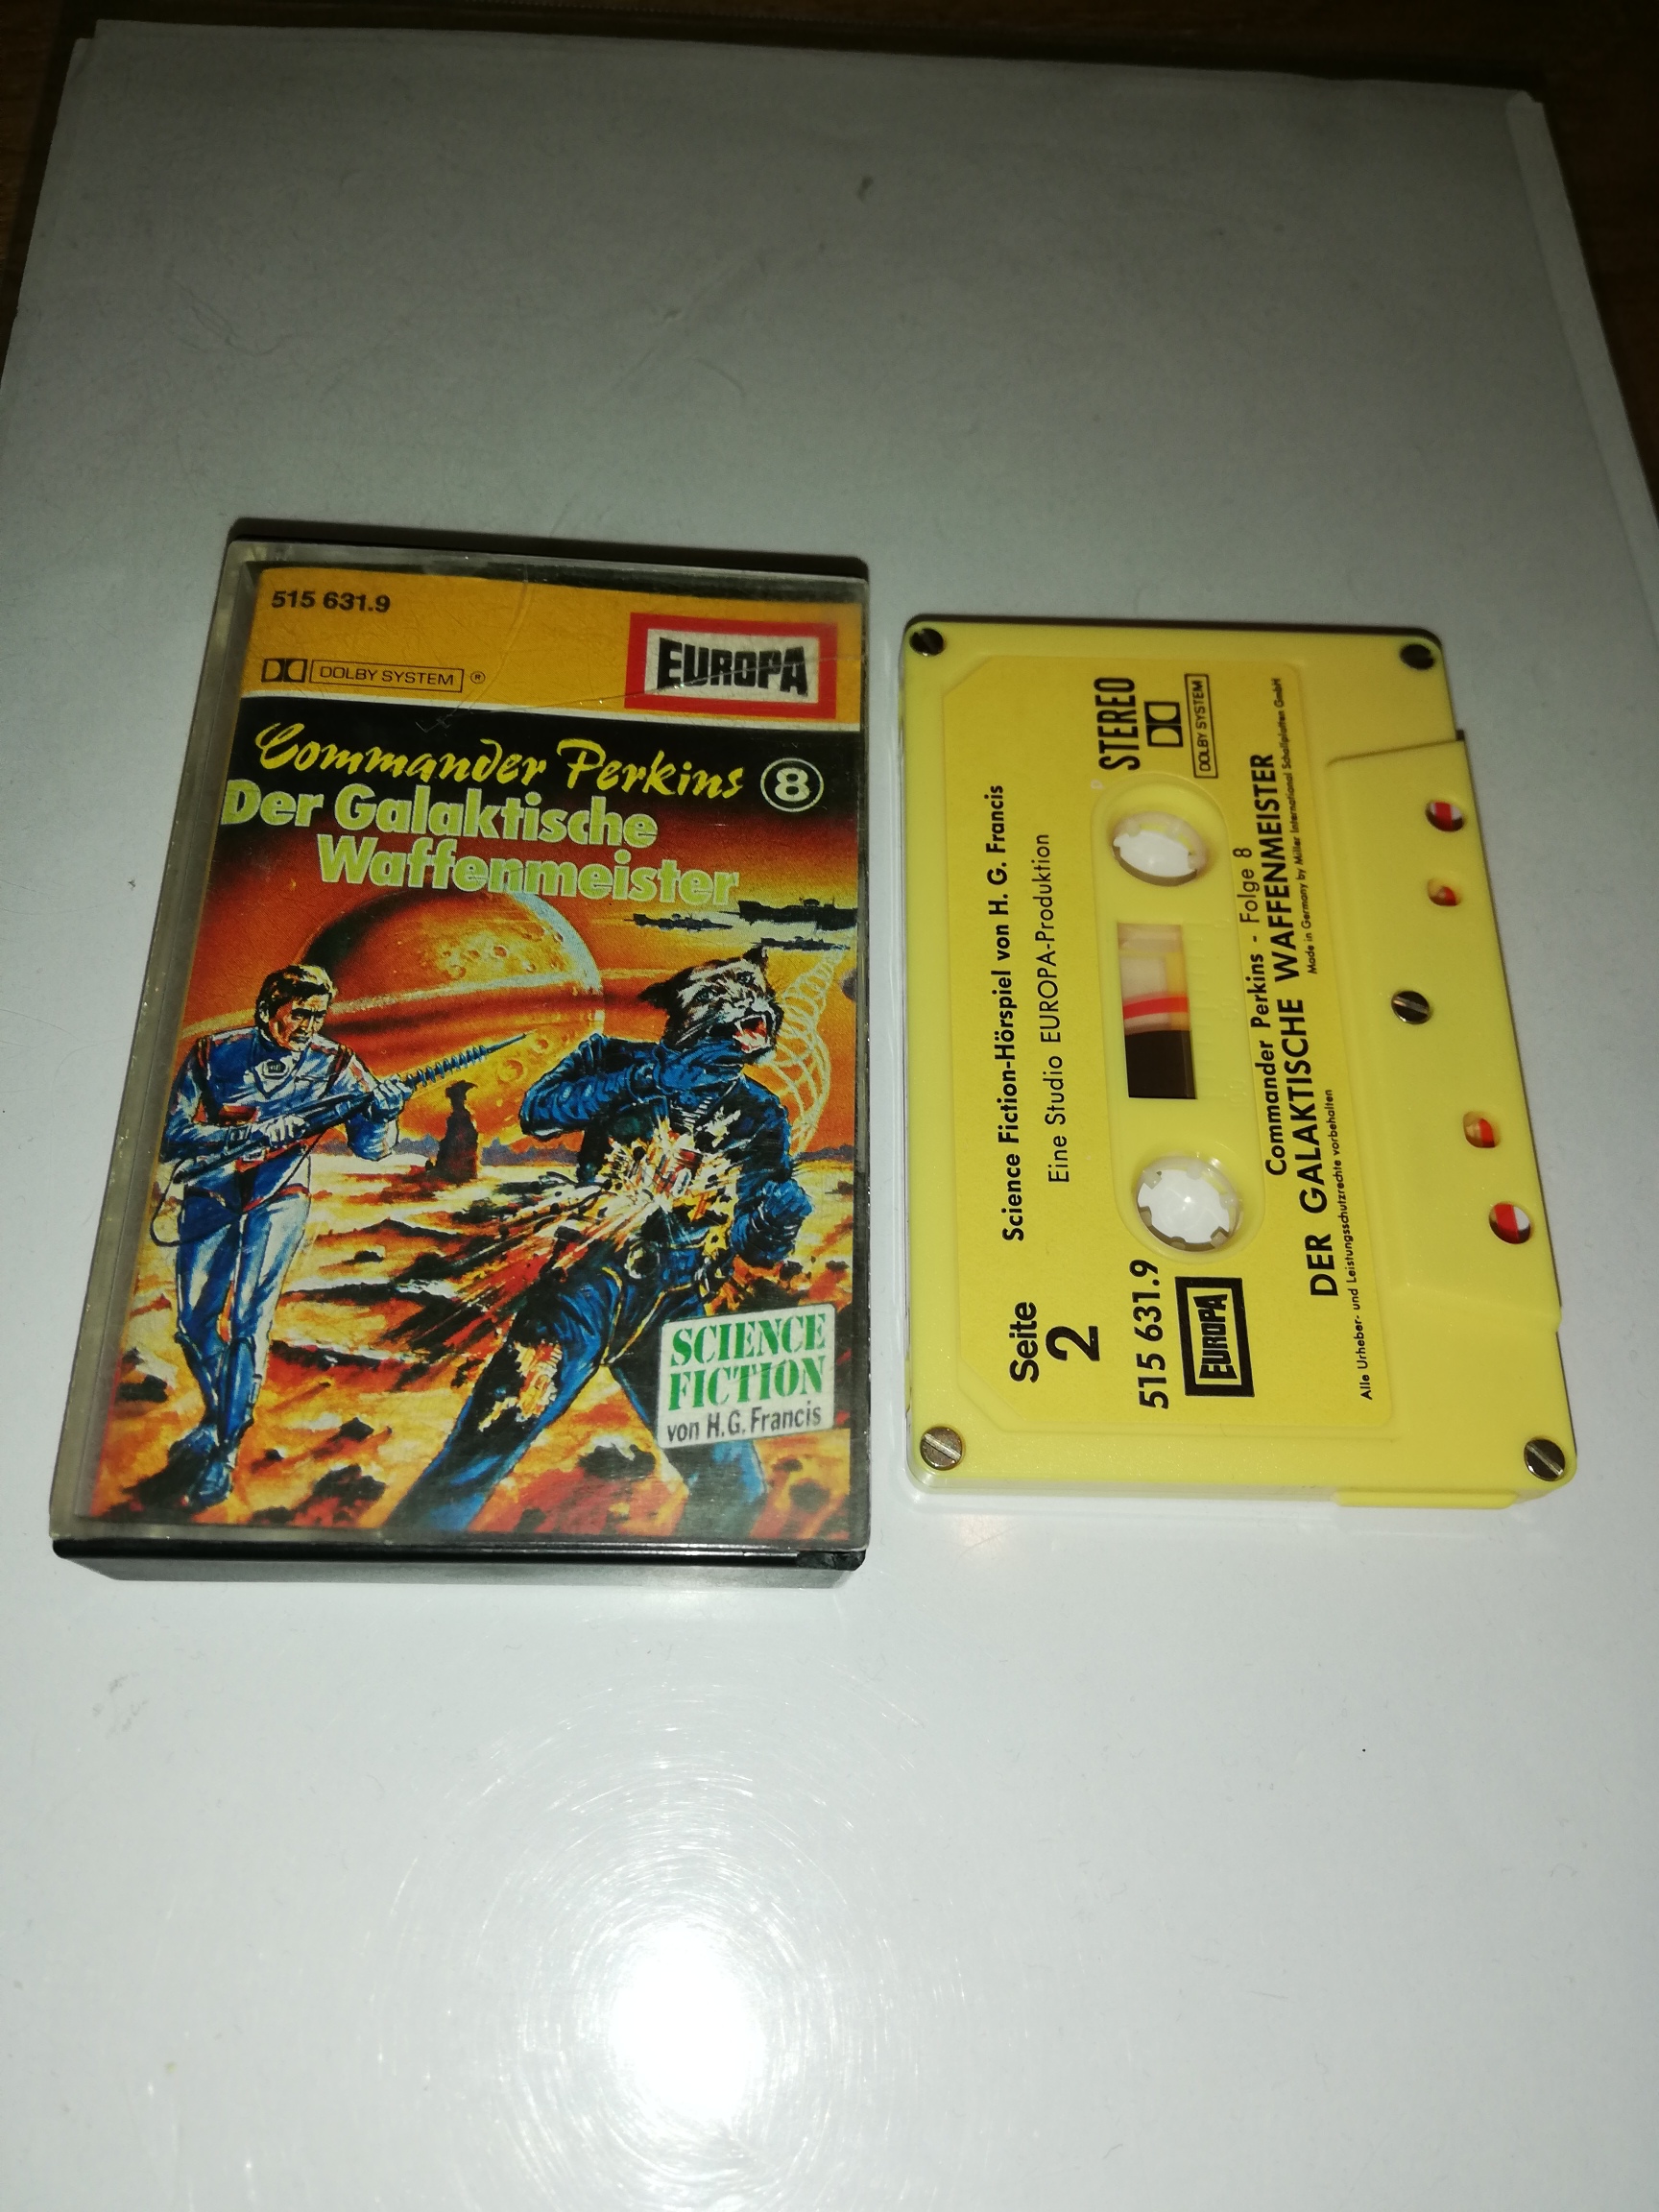 515 631.9
DOLBY SYSTEM ®
EUROPA
Commander Perkins 8
Der Galaktische
Waffenmeister
SCIENCE
FICTION
von H.G. Francis
Seite
2
Science Fiction-Hörspiel von H. G. Francis
Eine Studio EUROPA-Produktion
STEREO
DOLBY SYSTEM
515 631.9
EUROPA
Commander Perkins - Folge 8
DER GALAKTISCHE WAFFENMEISTER
Made in Germany by Miller International Schallplatten GmbH
Alle Urheber- und Leistungsschutzrechte vorbehalten